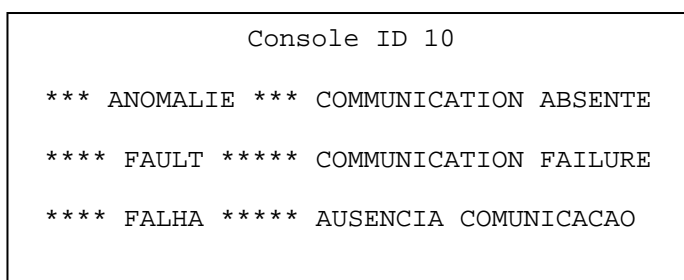 Console ID 10
*** ANOMALIE *** COMMUNICATION ABSENTE
**** FAULT ***** COMMUNICATION FAILURE
**** FALHA ***** AUSENCIA COMUNICACAO